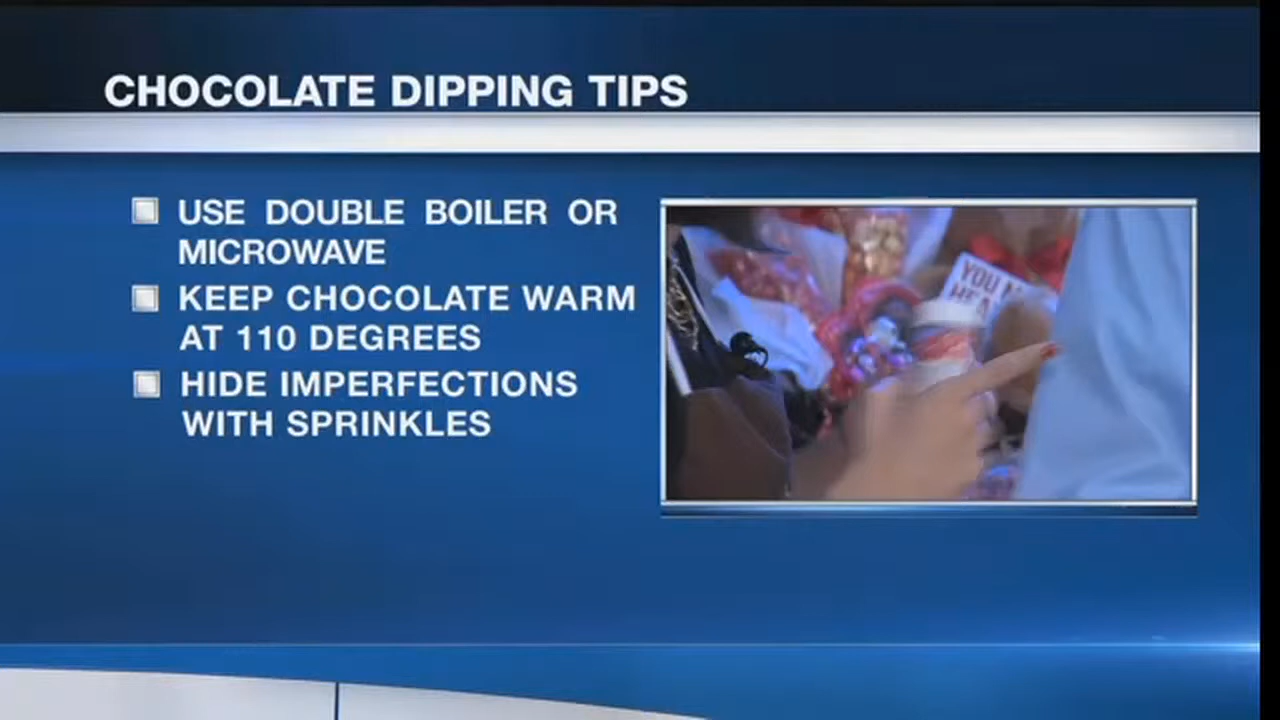 CHOCOLATE DIPPING TIPS
USE DOUBLE BOILER OR
MICROWAVE
KEEP CHOCOLATE WARM
AT 110 DEGREES
HIDE IMPERFECTIONS
WITH SPRINKLES
YOU